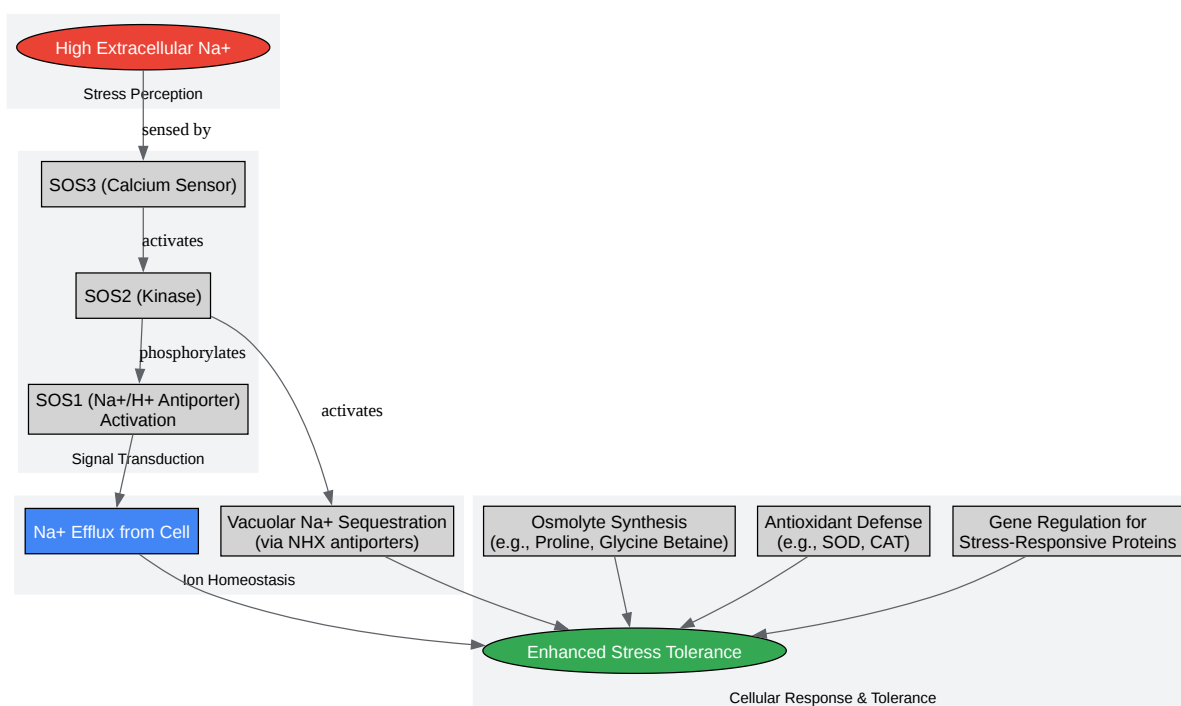 High Extracellular Na+
Stress Perception
sensed by
SOS3 (Calcium Sensor)
activates
SOS2 (Kinase)
phosphorylates
SOS1 (Na+/H+ Antiporter)
Activation
activates
Signal Transduction
Na+ Efflux from Cell
Vacuolar Na+ Sequestration
(via NHX antiporters)
Ion Homeostasis
Osmolyte Synthesis
(e.g., Proline, Glycine Betaine)
Antioxidant Defense
(e.g., SOD, CAT)
Gene Regulation for
Stress-Responsive Proteins
Enhanced Stress Tolerance
Cellular Response & Tolerance